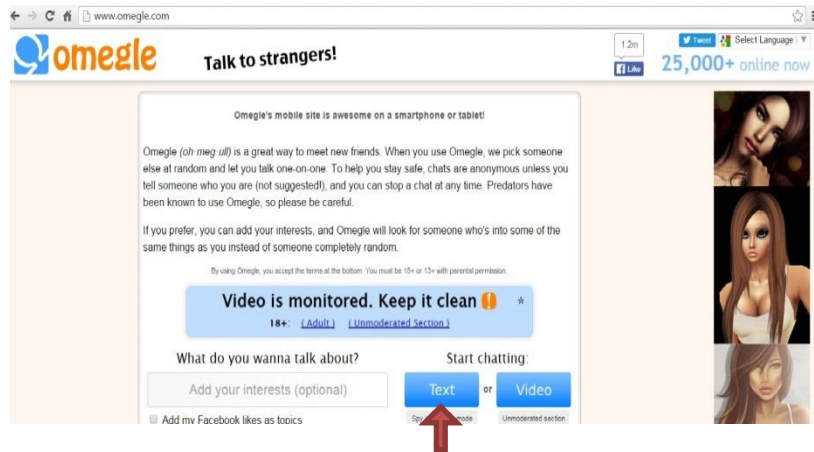 www.omegle.com
omegle
Talk to strangers!
1.2m
Like
Tweet
Select Language
25,000+ online now
Omegle's mobile site is awesome on a smartphone or tablet!
Omegle (oh·meg·ull) is a great way to meet new friends. When you use Omegle, we pick someone
else at random and let you talk one-on-one. To help you stay safe, chats are anonymous unless you
tell someone who you are (not suggested!), and you can stop a chat at any time. Predators have
been known to use Omegle, so please be careful.
If you prefer, you can add your interests, and Omegle will look for someone who's into some of the
same things as you instead of someone completely random.
By using Omegle, you accept the terms at the bottom. You must be 18+ or 13+ with parental permission.
Video is monitored. Keep it clean ! *
18+: (Adult) (Unmoderated Section)
What do you wanna talk about?
Start chatting:
Add your interests (optional)
Text or Video
Add my Facebook likes as topics
mode
Unmoderated section